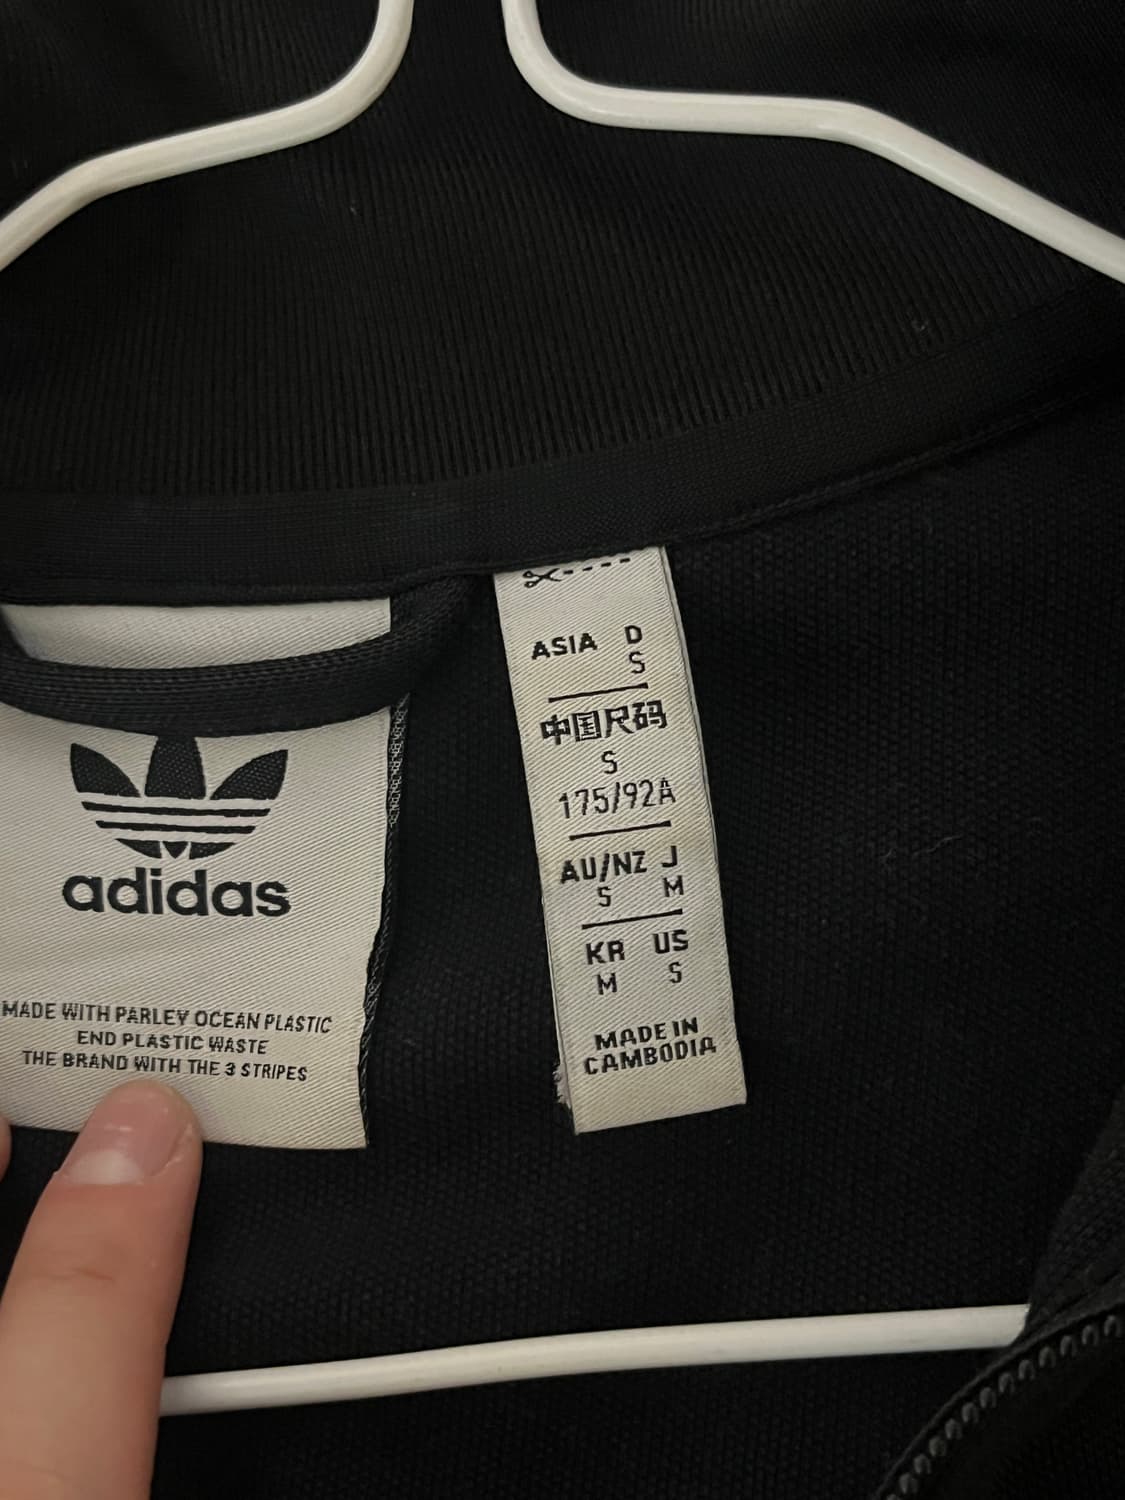 adidas
MADE WITH PARLEY OCEAN PLASTIC
END PLASTIC WASTE
THE BRAND WITH THE 3 STRIPES
ASIA D
S
中国尺码
S
175/92A
AU/NZ J
S M
KR US
M S
MADE IN
CAMBODIA